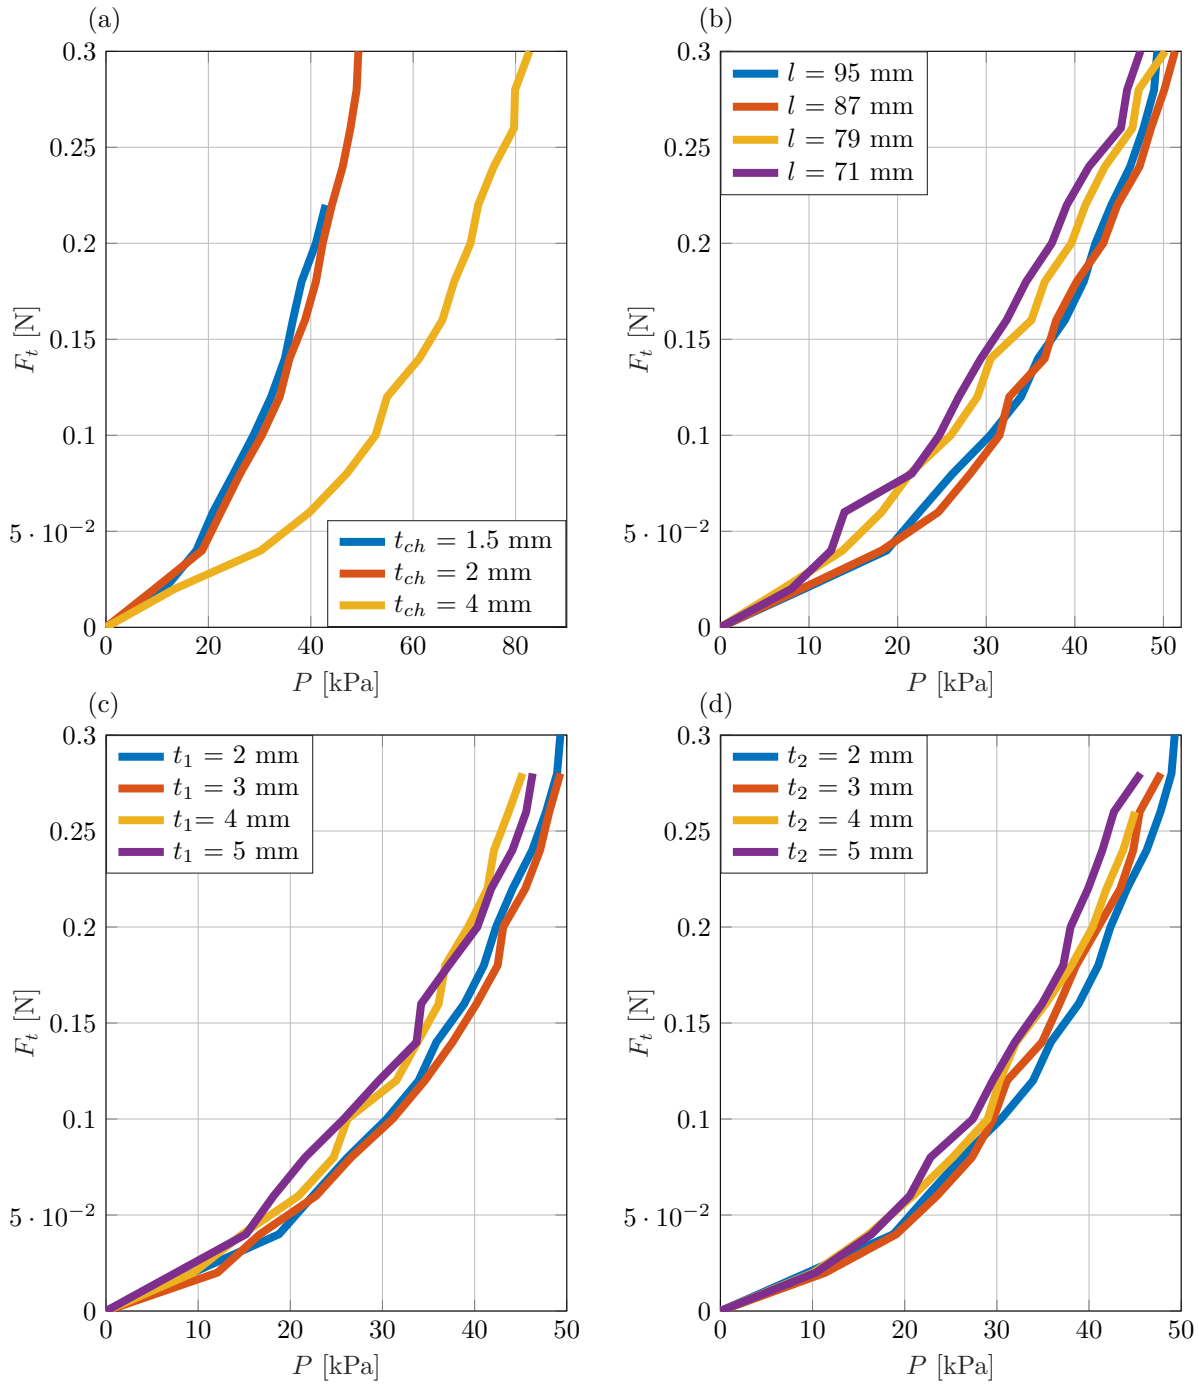 (a)
0.3
0.25
0.2
0.15
0.1
5 · 10⁻²
0
F_t [N]
0 20 40 60 80
P [kPa]
t_ch = 1.5 mm
t_ch = 2 mm
t_ch = 4 mm
(b)
0.3
0.25
0.2
0.15
0.1
5 · 10⁻²
0
F_t [N]
0 10 20 30 40 50
P [kPa]
l = 95 mm
l = 87 mm
l = 79 mm
l = 71 mm
(c)
0.3
0.25
0.2
0.15
0.1
5 · 10⁻²
0
F_t [N]
0 10 20 30 40 50
P [kPa]
t_1 = 2 mm
t_1 = 3 mm
t_1= 4 mm
t_1 = 5 mm
(d)
0.3
0.25
0.2
0.15
0.1
5 · 10⁻²
0
F_t [N]
0 10 20 30 40 50
P [kPa]
t_2 = 2 mm
t_2 = 3 mm
t_2 = 4 mm
t_2 = 5 mm